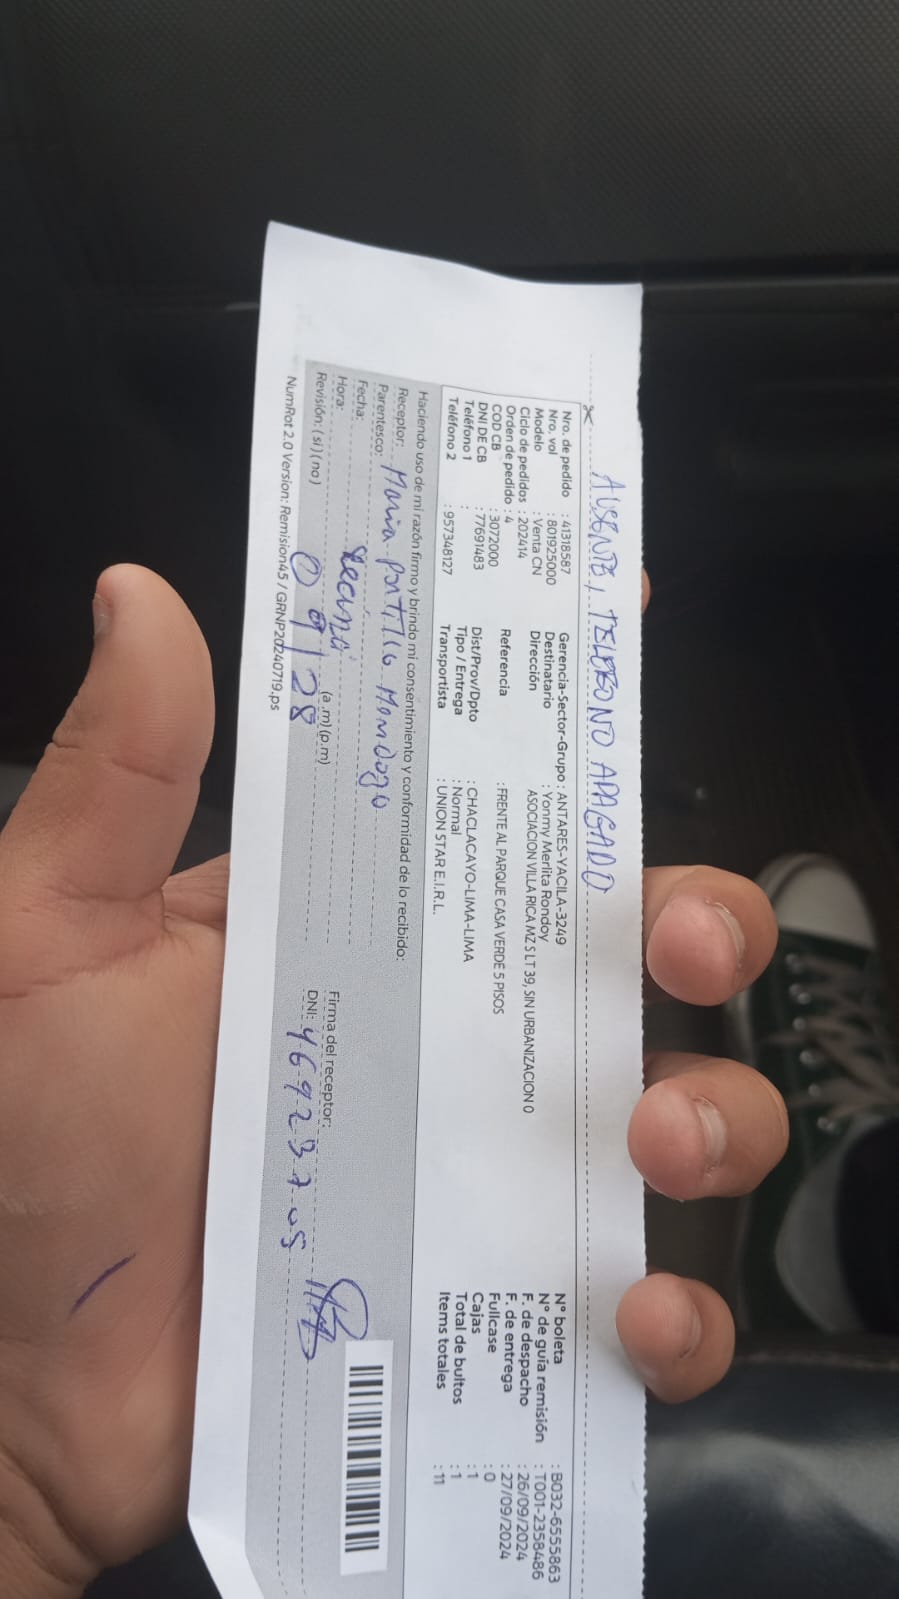 AUSENTE, TELEFONO APAGADO
Nro. de pedido : 41318587
Nro. vol : 801925000
Modelo : Venta CN
Ciclo de pedidos : 202414
Orden de pedido : 4
COD CB : 3072000
DNI DE CB : 77691483
Teléfono 1 :
Teléfono 2 : 957348127
Gerencia-Sector-Grupo : ANTARES-YACILA-3249
Destinatario : Yonmy Merlita Rondoy
Dirección ASOCIACION VILLA RICA MZ S LT 39, SIN URBANIZACION 0
Referencia : FRENTE AL PARQUE CASA VERDE 5 PISOS
Dist/Prov/Dpto : CHACLACAYO-LIMA-LIMA
Tipo / Entrega : Normal
Transportista : UNION STAR E.I.R.L.
N° boleta : B032-6555863
N° de guía remisión : T001-2358486
F. de despacho : 26/09/2024
F. de entrega : 27/09/2024
Fullcase : 0
Cajas : 1
Total de bultos : 1
Items totales : 11
Haciendo uso de mi razón firmo y brindo mi consentimiento y conformidad de lo recibido:
Receptor: Maria Portillo
Parentesco:
Fecha:
Hora: (a.m)(p.m)
Revisión: (si) (no)
Firma del receptor:
DNI:
NumRot 2.0 Version: Remision45 / GRNP20240719.ps